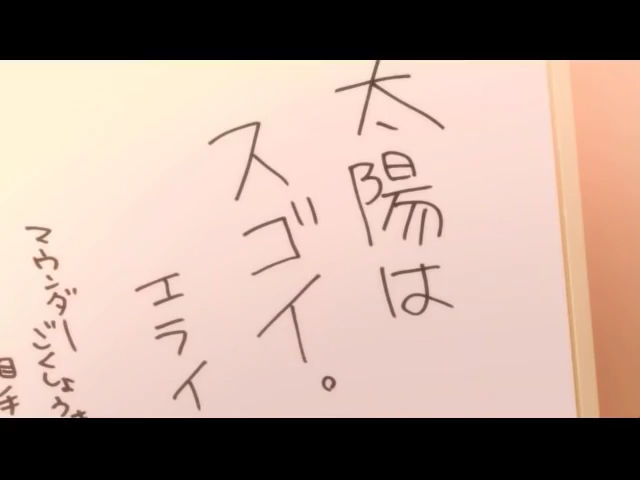 太陽は
スゴイ。
エライ
マウンダー
ごくしょうき